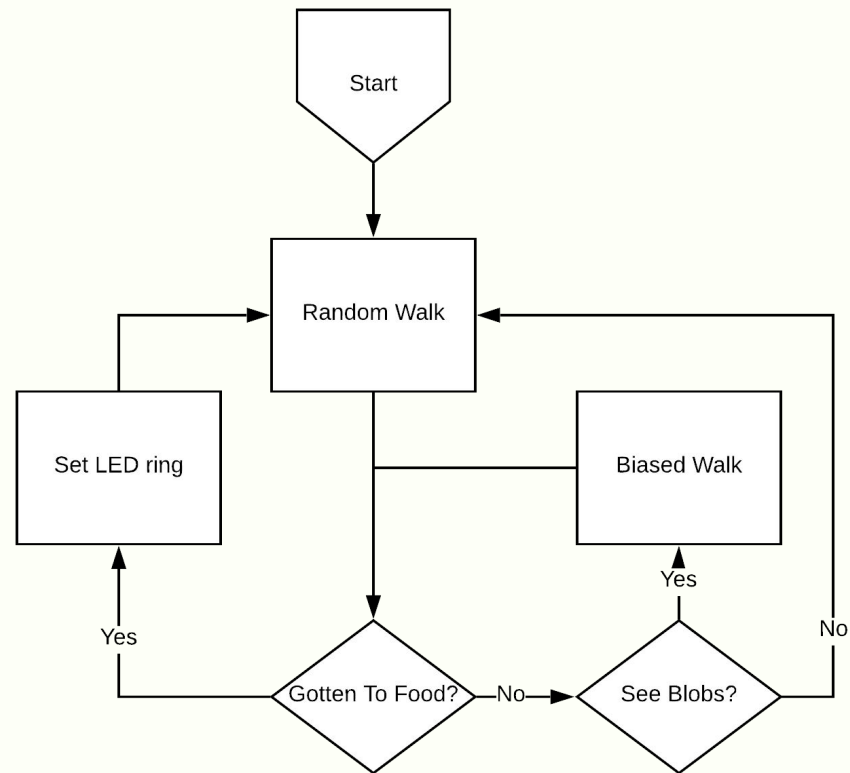 Start
Random Walk
Set LED ring
Biased Walk
Yes
Yes
No
Gotten To Food?
No
See Blobs?